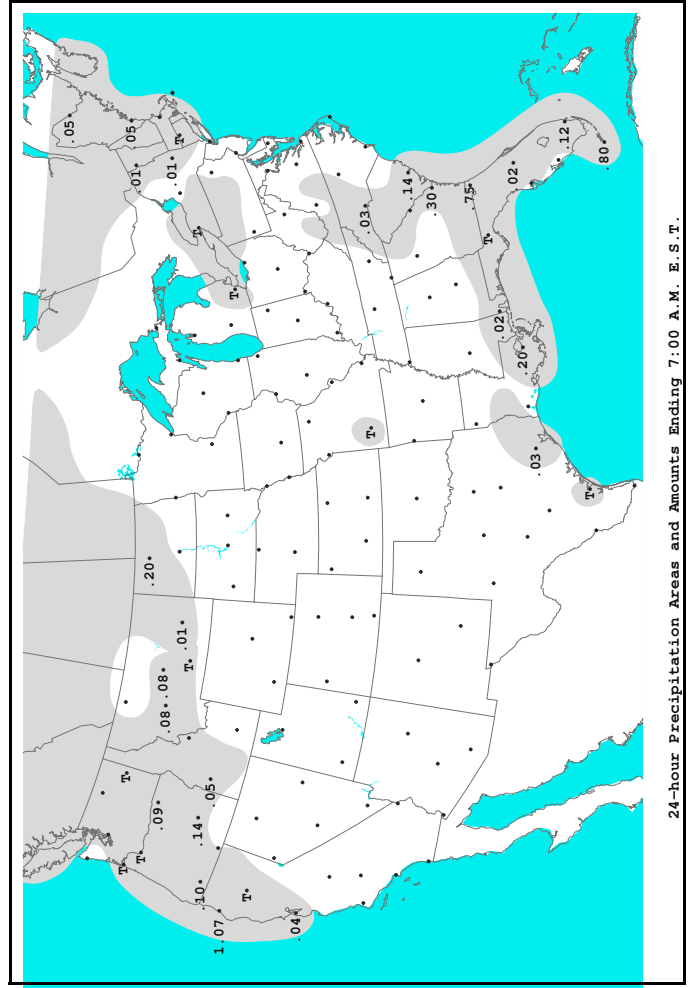 .05
T
T
.05
T
.01
.20
.09
.08
.08
.01
T
.01
T
.14
T
.10
.05
1.07
T
T
.04
.03
T
.14
.30
.75
T
.02
.02
.20
.03
.12
T
.80
24-hour Precipitation Areas and Amounts Ending 7:00 A.M. E.S.T.